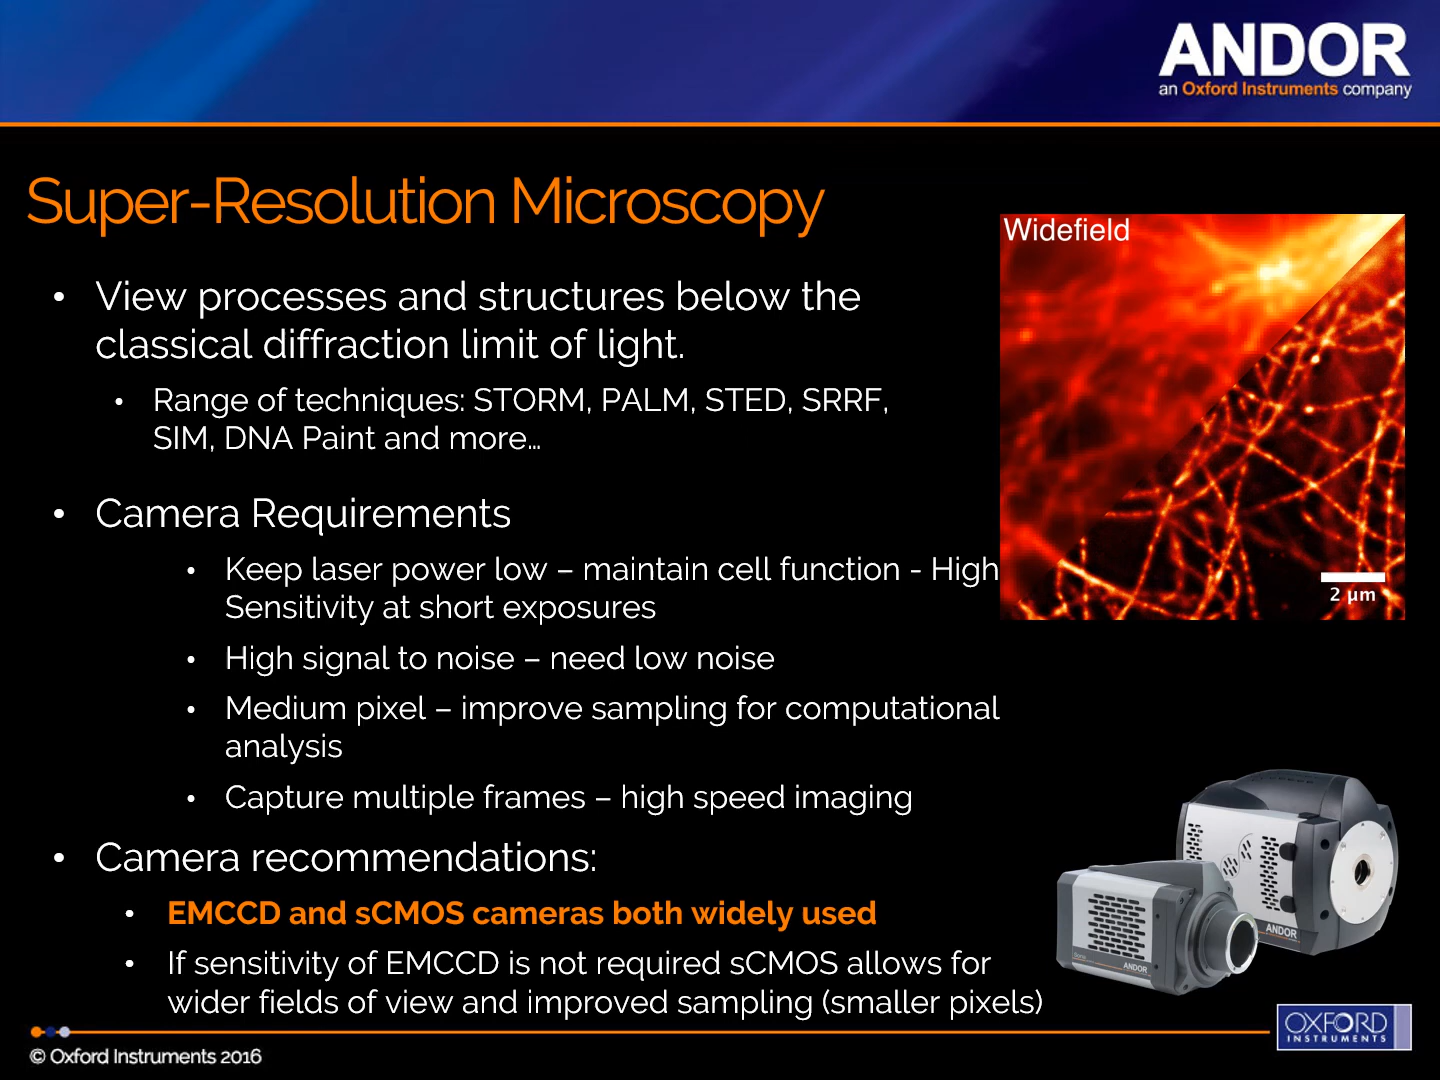 ANDOR
an Oxford Instruments company
Super-Resolution Microscopy
Widefield
• View processes and structures below the
classical diffraction limit of light.
• Range of techniques: STORM, PALM, STED, SRRF,
SIM, DNA Paint and more…
• Camera Requirements
• Keep laser power low – maintain cell function - High
Sensitivity at short exposures
2 µm
• High signal to noise – need low noise
• Medium pixel – improve sampling for computational
analysis
• Capture multiple frames – high speed imaging
• Camera recommendations:
• EMCCD and sCMOS cameras both widely used
• If sensitivity of EMCCD is not required sCMOS allows for
wider fields of view and improved sampling (smaller pixels)
ANDOR
ANDOR
OXFORD
INSTRUMENTS
© Oxford Instruments 2016